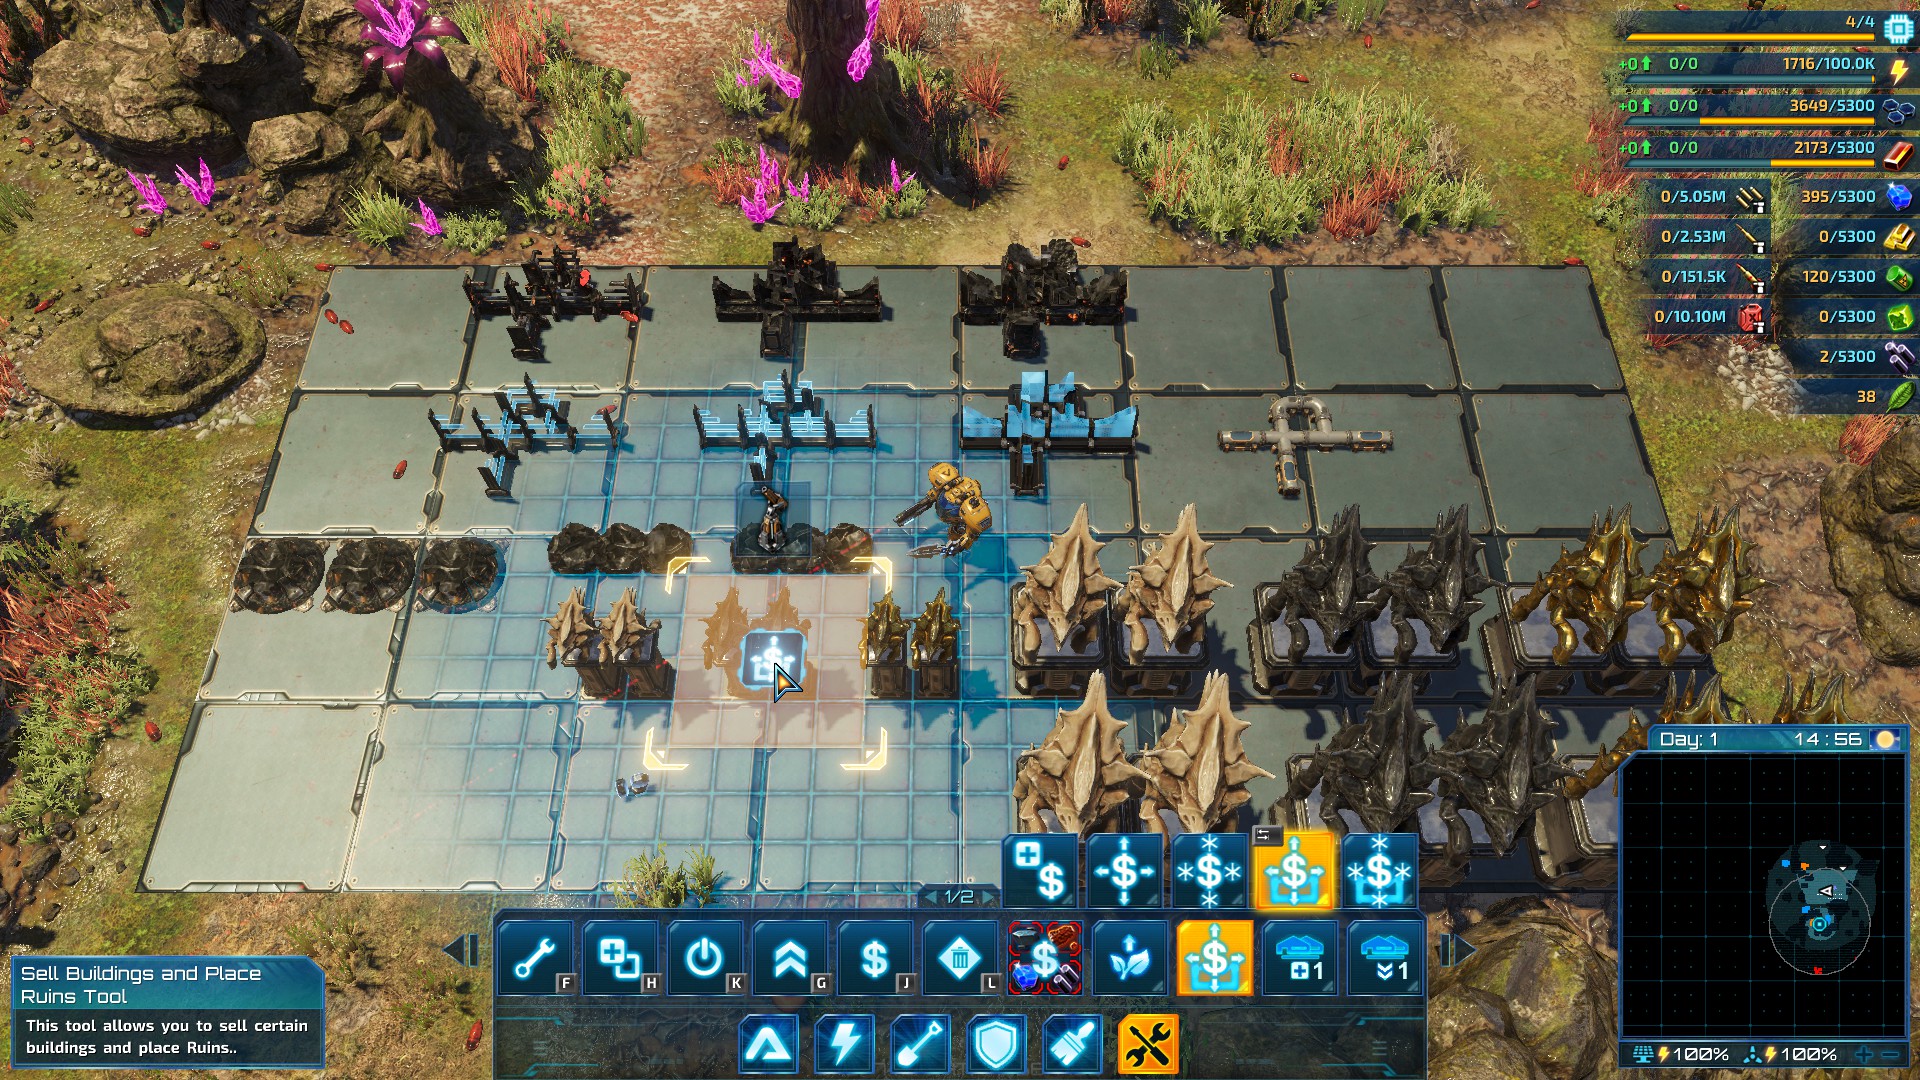 4/4
+0 0/0 1716/100.0K
+0 0/0 3649/5300
+0 0/0 2173/5300
0/5.05M 395/5300
0/2.53M 0/5300
0/151.5K 120/5300
0/10.10M 0/5300
2/5300
38
Day: 1 14:56
1/2
F H K G J L 1 1
Sell Buildings and Place
Ruins Tool
This tool allows you to sell certain
buildings and place Ruins..
100% 100%